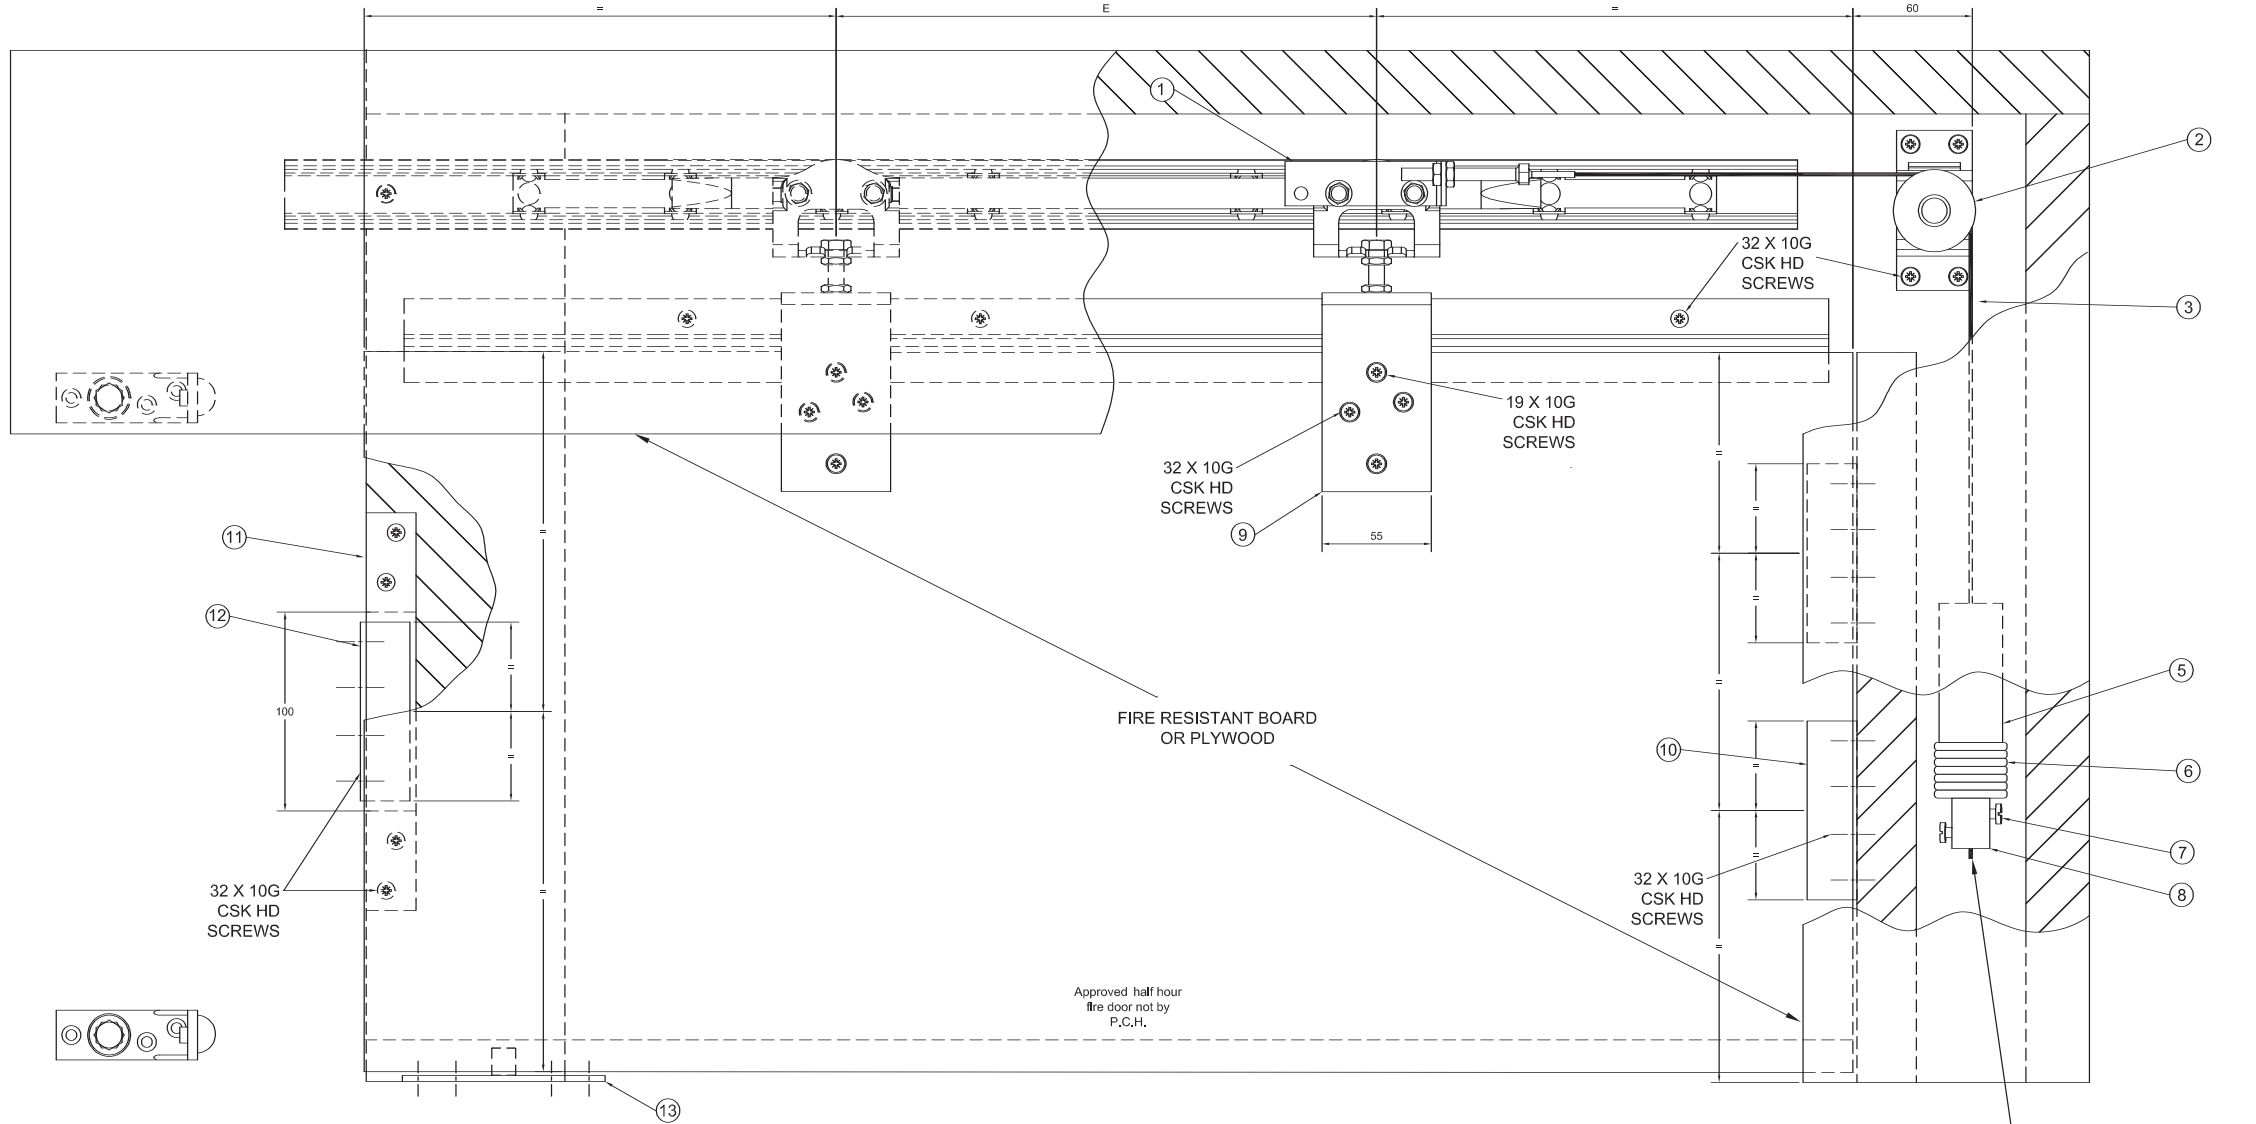 = E = 60
1
2
32 X 10G
CSK HD
SCREWS
3
19 X 10G
CSK HD
SCREWS
32 X 10G
CSK HD
SCREWS
9
55
=
=
=
=
11
12
100
=
=
=
=
FIRE RESISTANT BOARD
OR PLYWOOD
=
5
10
6
=
=
7
8
32 X 10G
CSK HD
SCREWS
32 X 10G
CSK HD
SCREWS
=
Approved half hour
fire door not by
P.C.H.
13